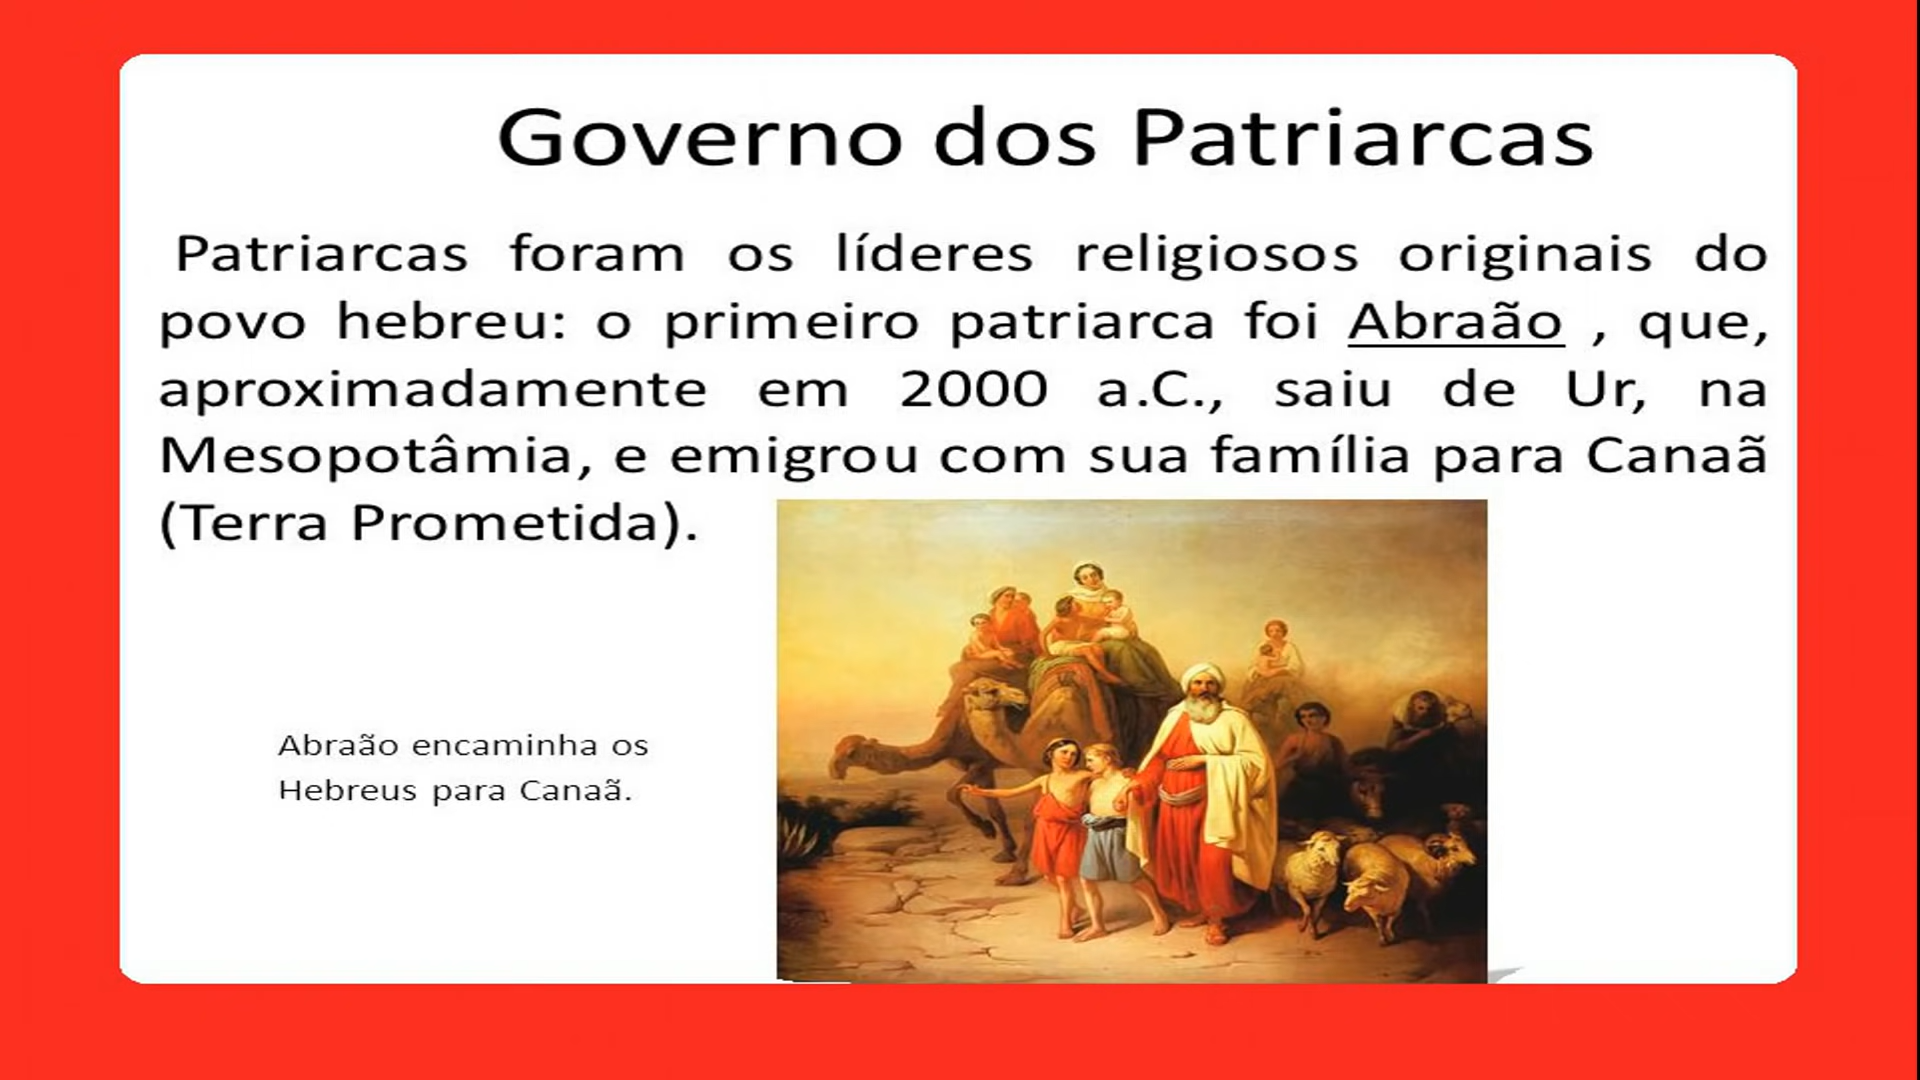 Governo dos Patriarcas
Patriarcas foram os líderes religiosos originais do
povo hebreu: o primeiro patriarca foi Abraão , que,
aproximadamente em 2000 a.C., saiu de Ur, na
Mesopotâmia, e emigrou com sua família para Canaã
(Terra Prometida).
Abraão encaminha os
Hebreus para Canaã.